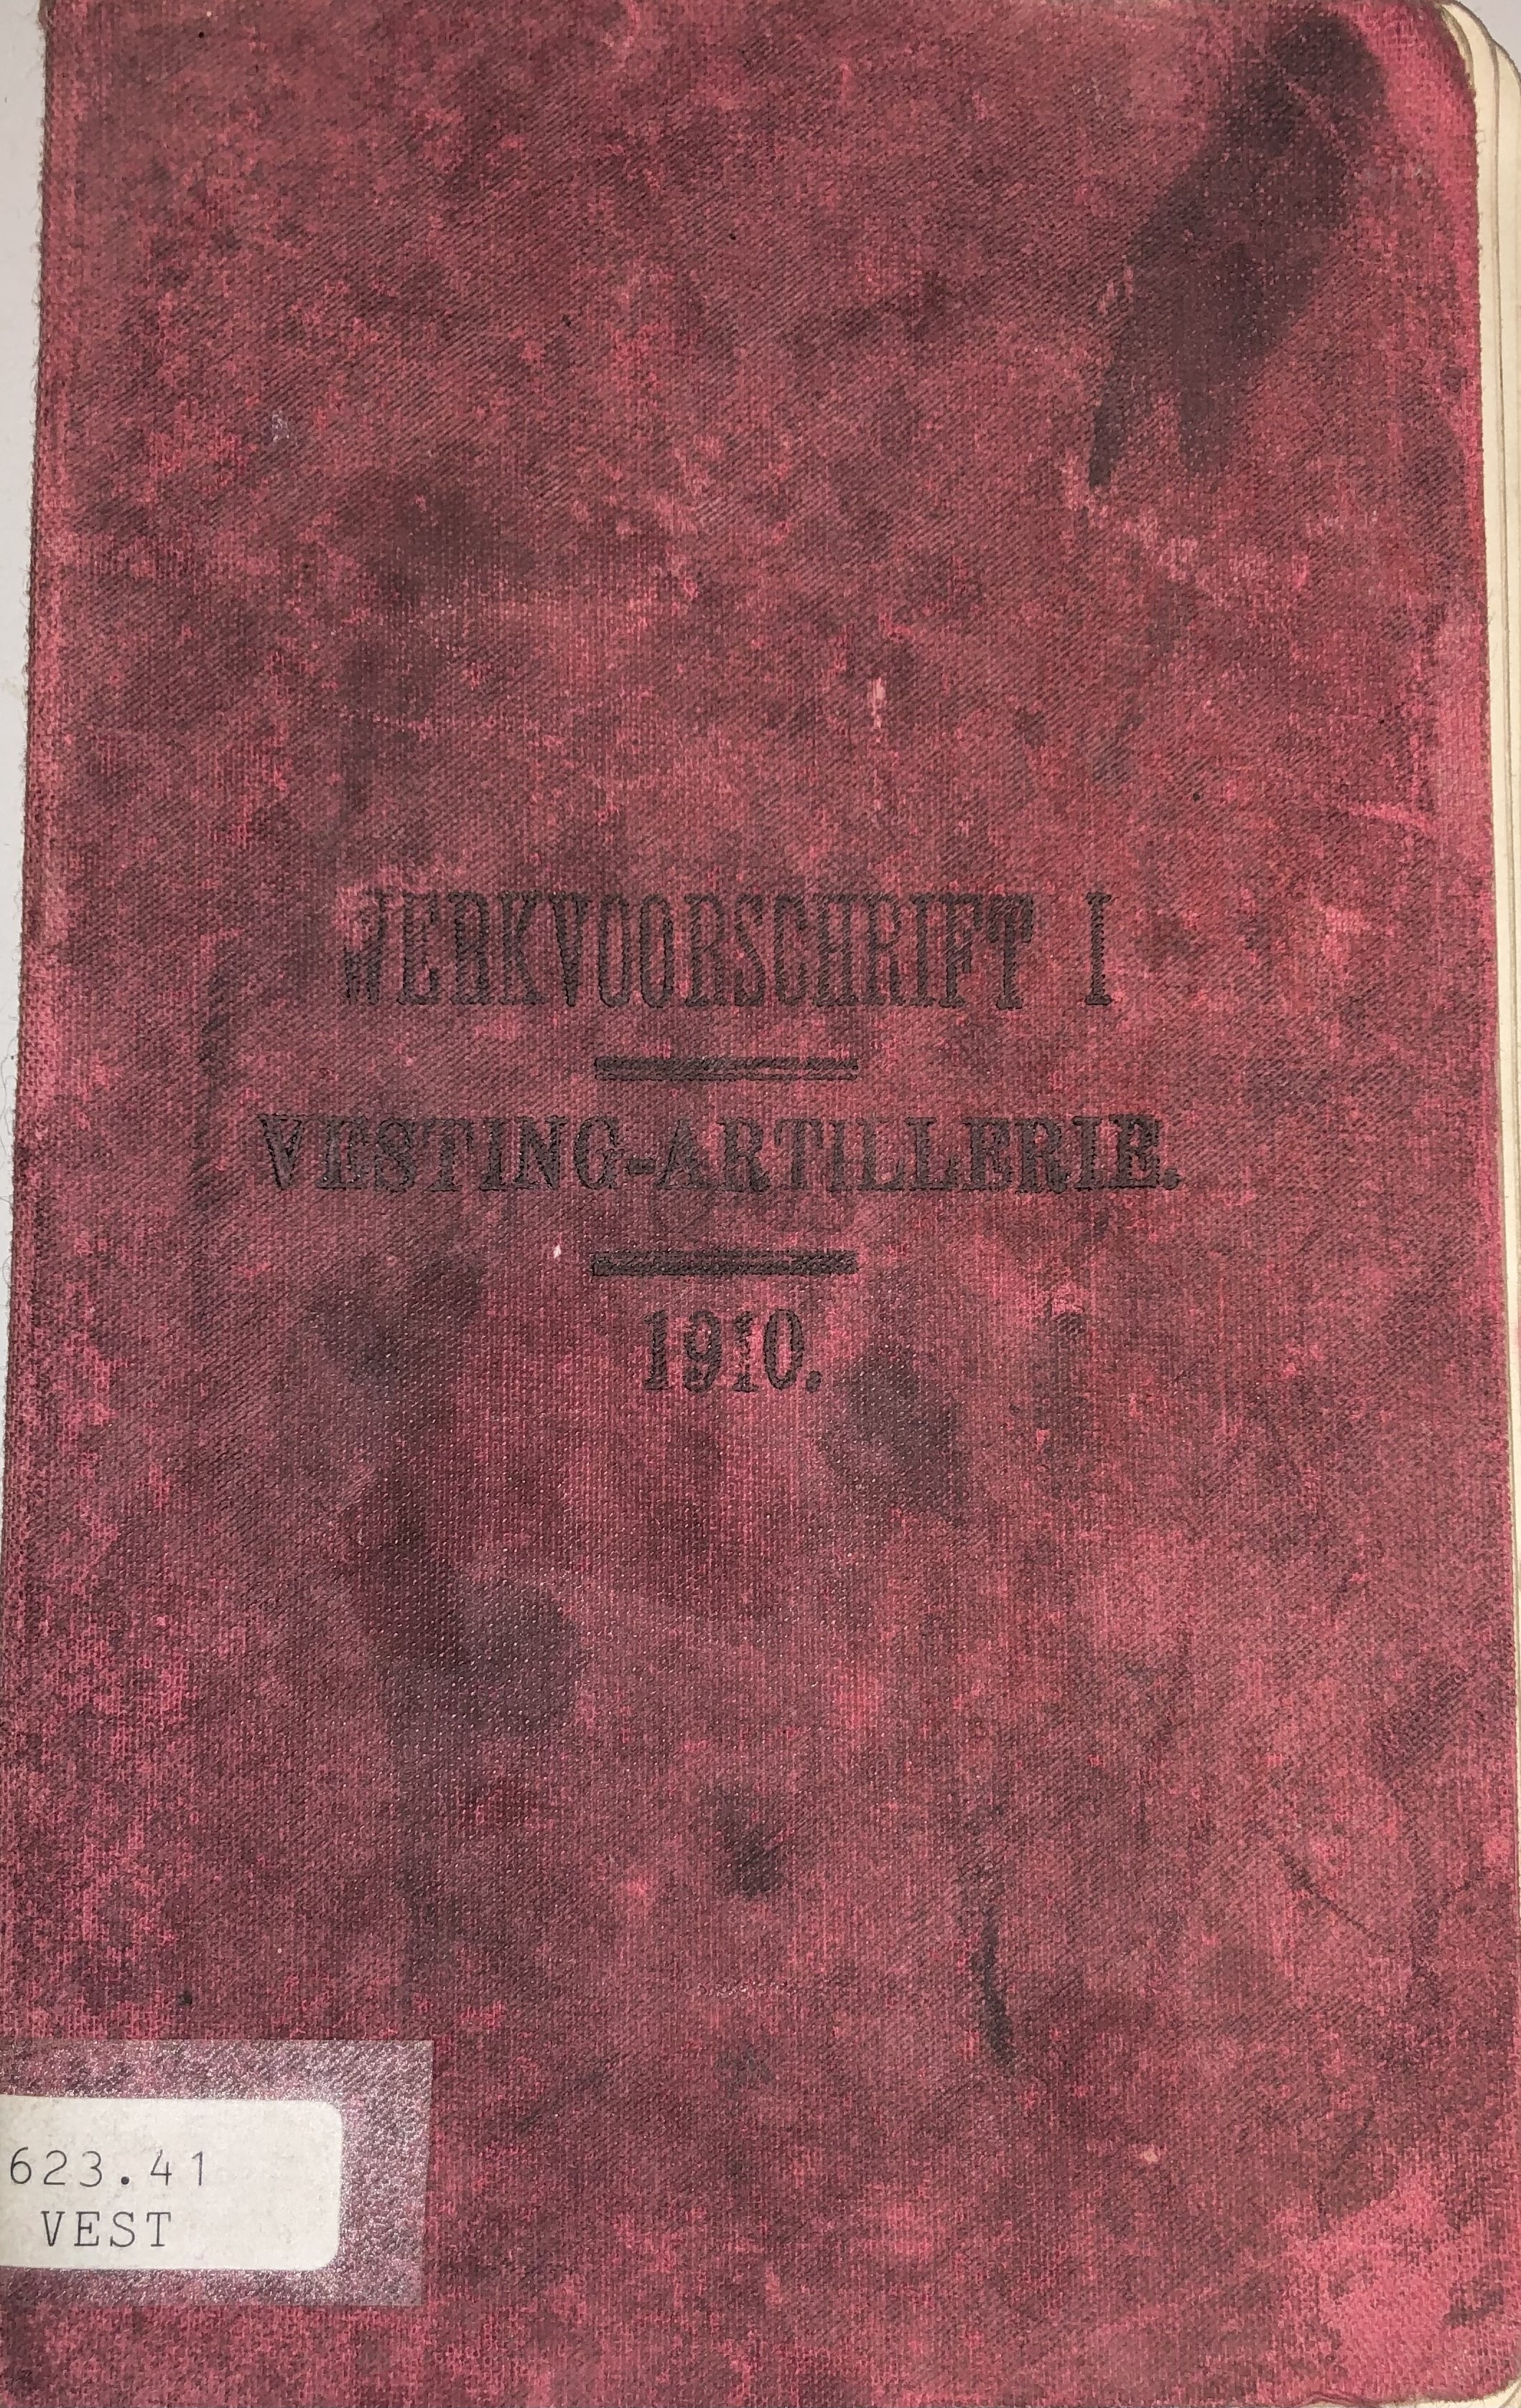 WERKVOORSCHRIFT I
VESTING-ARTILLERIE.
1910.
623.41
VEST